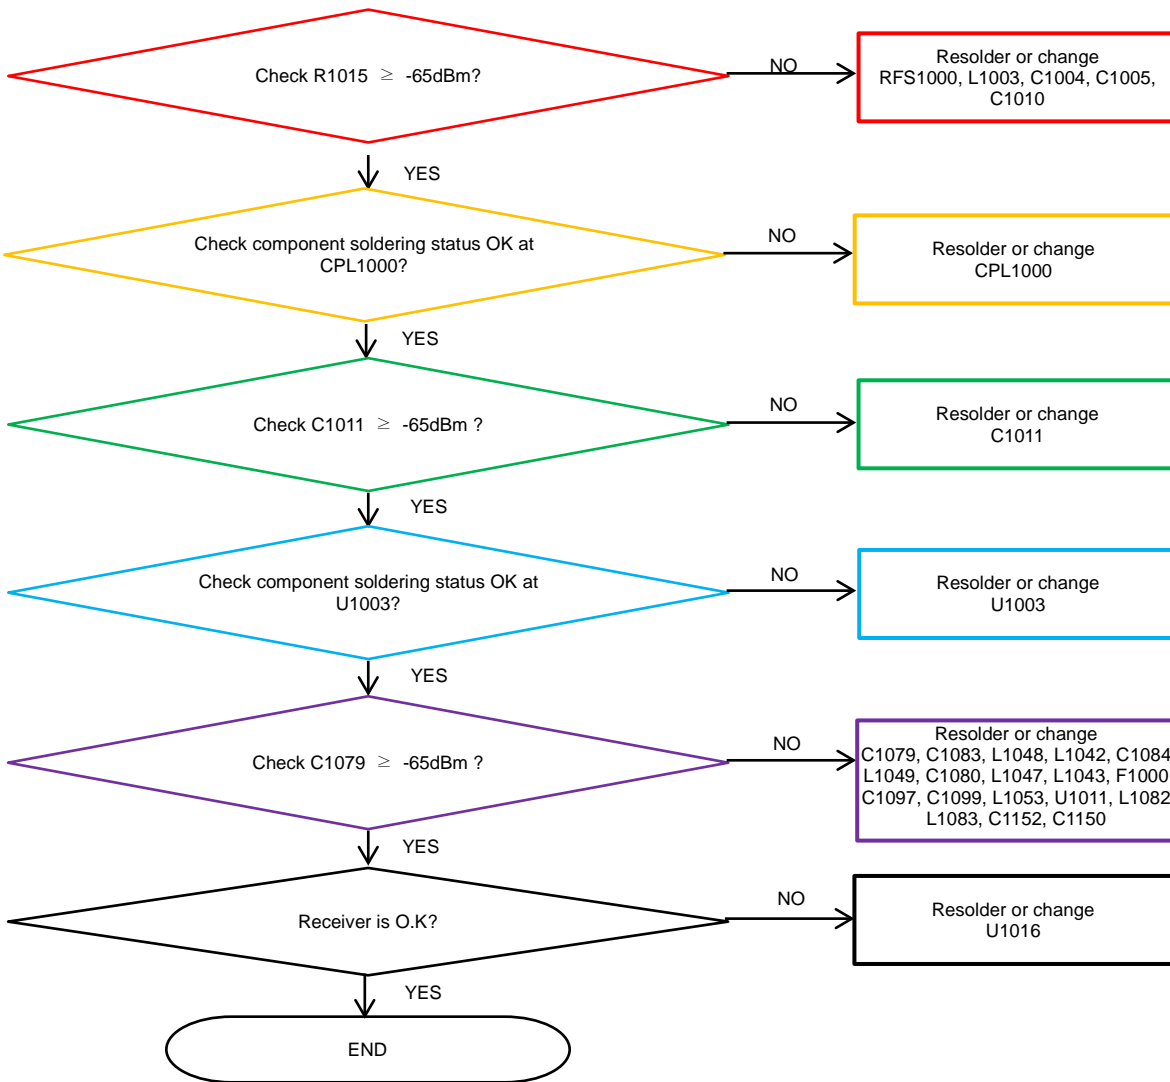 Check R1015 ≥ -65dBm?
NO
Resolder or change
RFS1000, L1003, C1004, C1005,
C1010
YES
Check component soldering status OK at
CPL1000?
NO
Resolder or change
CPL1000
YES
Check C1011 ≥ -65dBm ?
NO
Resolder or change
C1011
YES
Check component soldering status OK at
U1003?
NO
Resolder or change
U1003
YES
Check C1079 ≥ -65dBm ?
NO
Resolder or change
C1079, C1083, L1048, L1042, C1084
L1049, C1080, L1047, L1043, F1000
C1097, C1099, L1053, U1011, L1082
L1083, C1152, C1150
YES
Receiver is O.K?
NO
Resolder or change
U1016
YES
END